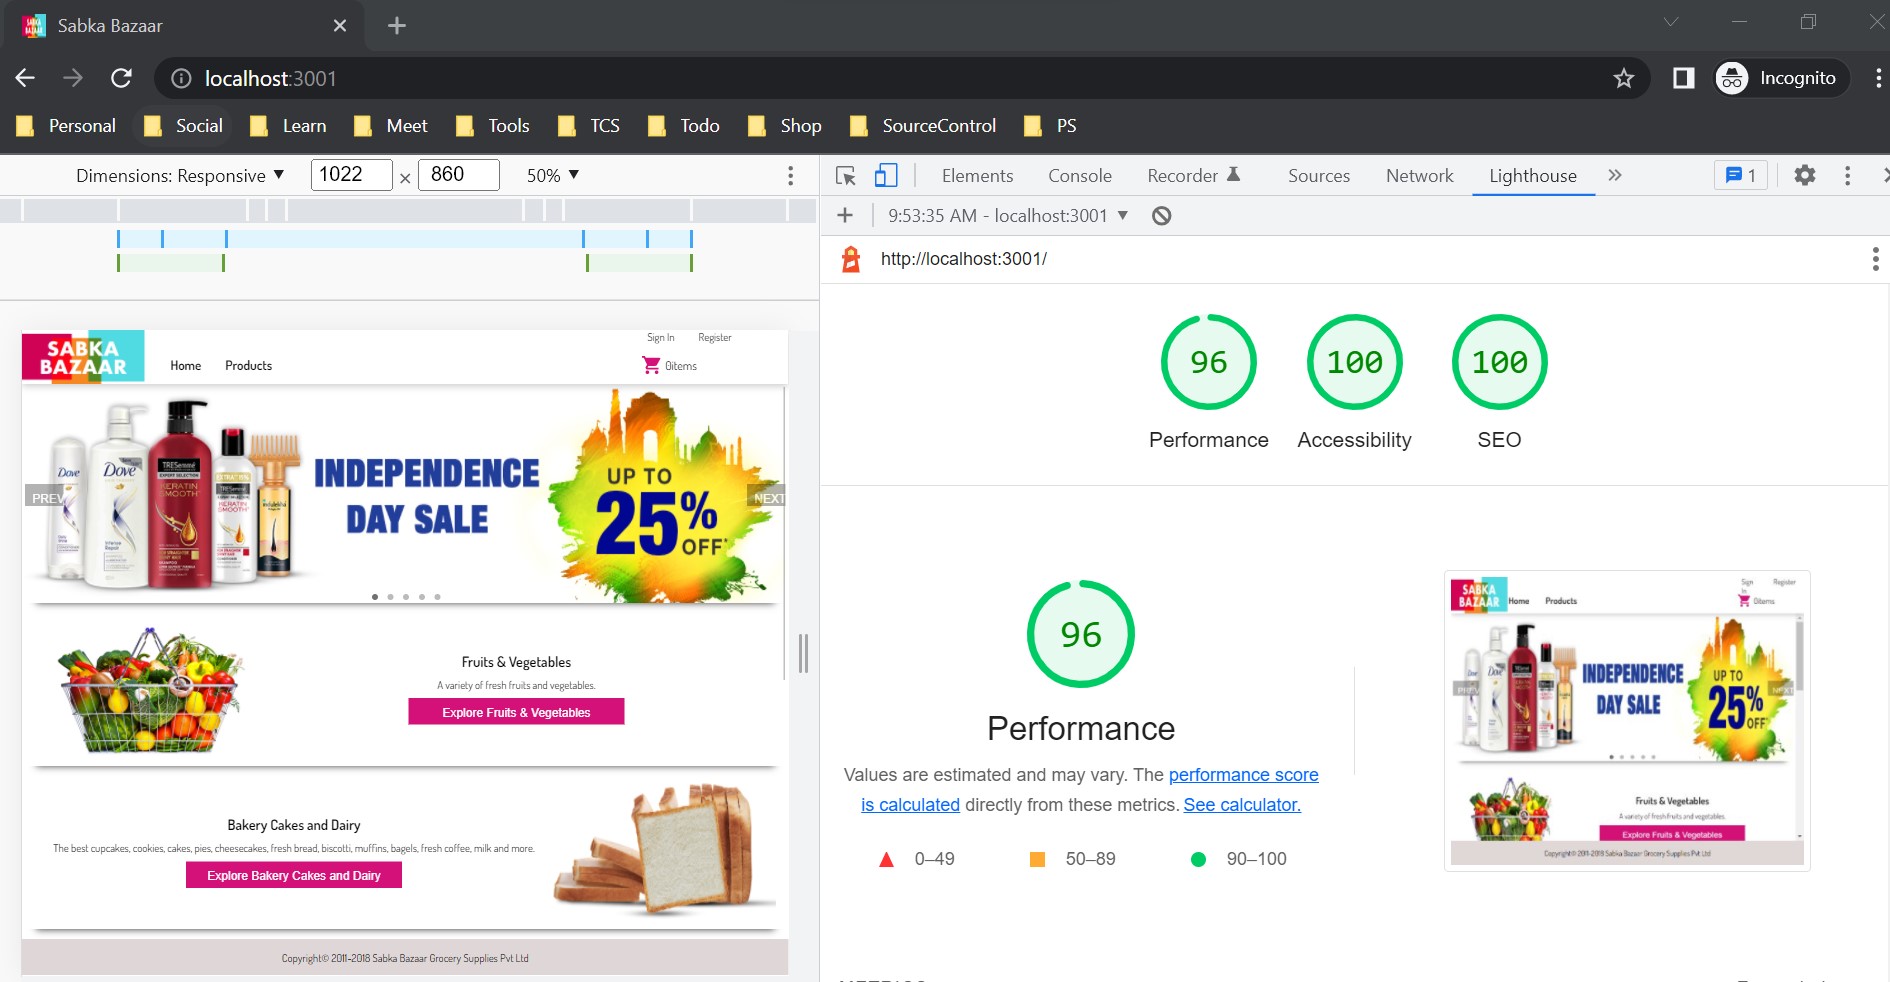 Sabka Bazaar
localhost:3001
Incognito
Personal Social Learn Meet Tools TCS Todo Shop SourceControl PS
Dimensions: Responsive 1022 × 860 50%
Elements Console Recorder Sources Network Lighthouse 1
9:53:35 AM - localhost:3001
http://localhost:3001/
96 100 100
Performance Accessibility SEO
SABKA BAZAAR
Home Products
Sign In Register
0items
Dove
Dove
TRESemmé
KERATIN
SMOOTH
PREV
INDEPENDENCE
DAY SALE
UP TO
25%
OFF*
NEXT
Fruits & Vegetables
A variety of fresh fruits and vegetables.
Explore Fruits & Vegetables
Bakery Cakes and Dairy
The best cupcakes, cookies, cakes, pies, cheesecakes, fresh bread, biscotti, muffins, bagels, fresh coffee, milk and more.
Explore Bakery Cakes and Dairy
Copyright© 2011-2018 Sabka Bazaar Grocery Supplies Pvt Ltd
96
Performance
Values are estimated and may vary. The performance score
is calculated directly from these metrics. See calculator.
0–49 50–89 90–100
SABKA
BAZAAR
Home Products
Sign In
Register
0items
PREV
INDEPENDENCE
DAY SALE
UP TO
25%
OFF*
NEXT
Fruits & Vegetables
A variety of fresh fruits and vegetables.
Explore Fruits & Vegetables
Copyright© 2011-2018 Sabka Bazaar Grocery Supplies Pvt Ltd